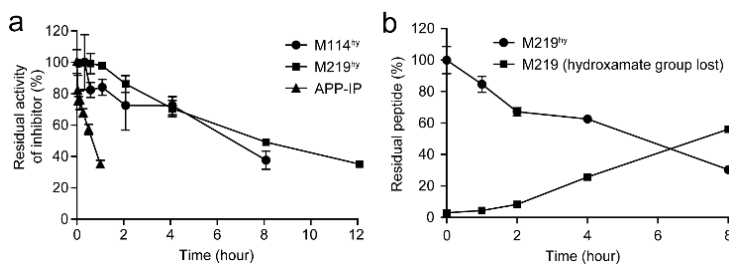 a
Residual activity
of inhibitor (%)
120
100
80
60
40
20
0
0
2
4
6
8
10
12
Time (hour)
M114ʰʸ
M219ʰʸ
APP-IP
b
Residual peptide (%)
120
100
80
60
40
20
0
0
2
4
6
8
Time (hour)
M219ʰʸ
M219 (hydroxamate group lost)